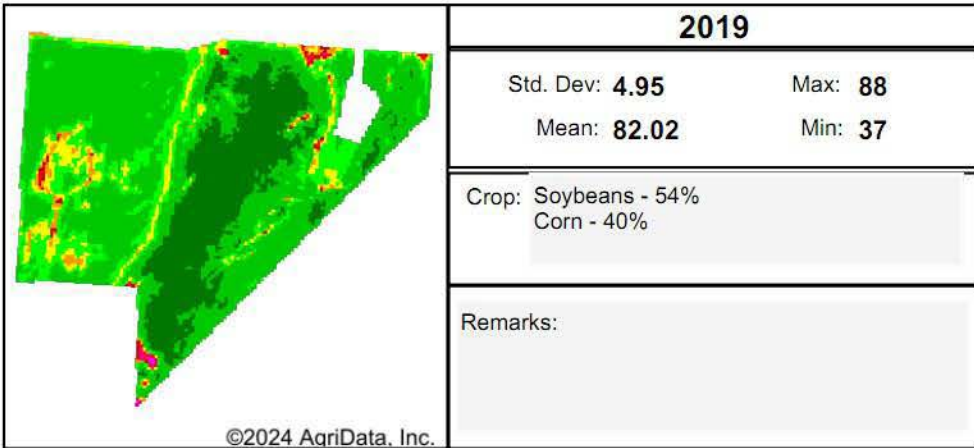 2019
Std. Dev: 4.95 Max: 88
Mean: 82.02 Min: 37
Crop: Soybeans - 54%
Corn - 40%
Remarks:
©2024 AgriData, Inc.